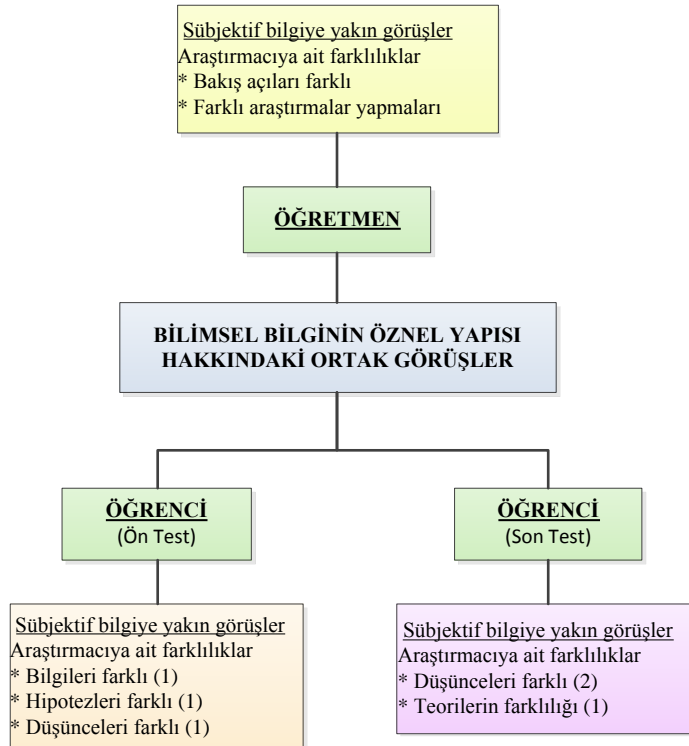 Sübjektif bilgiye yakın görüşler
Araştırmacıya ait farklılıklar
* Bakış açıları farklı
* Farklı araştırmalar yapmaları
ÖĞRETMEN
BİLİMSEL BİLGİNİN ÖZNEL YAPISI
HAKKINDAKİ ORTAK GÖRÜŞLER
ÖĞRENCİ
(Ön Test)
Sübjektif bilgiye yakın görüşler
Araştırmacıya ait farklılıklar
* Bilgileri farklı (1)
* Hipotezleri farklı (1)
* Düşünceleri farklı (1)
ÖĞRENCİ
(Son Test)
Sübjektif bilgiye yakın görüşler
Araştırmacıya ait farklılıklar
* Düşünceleri farklı (2)
* Teorilerin farklılığı (1)